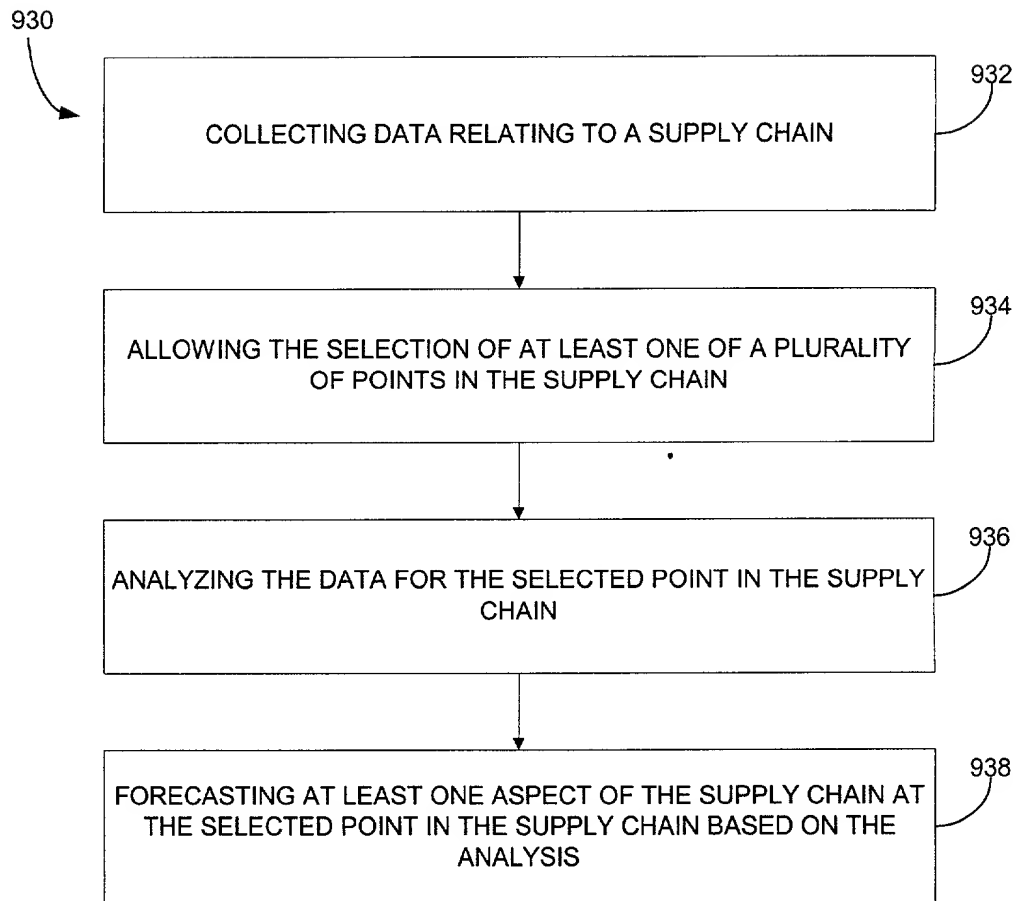 930
932
COLLECTING DATA RELATING TO A SUPPLY CHAIN
934
ALLOWING THE SELECTION OF AT LEAST ONE OF A PLURALITY
OF POINTS IN THE SUPPLY CHAIN
936
ANALYZING THE DATA FOR THE SELECTED POINT IN THE SUPPLY
CHAIN
938
FORECASTING AT LEAST ONE ASPECT OF THE SUPPLY CHAIN AT
THE SELECTED POINT IN THE SUPPLY CHAIN BASED ON THE
ANALYSIS